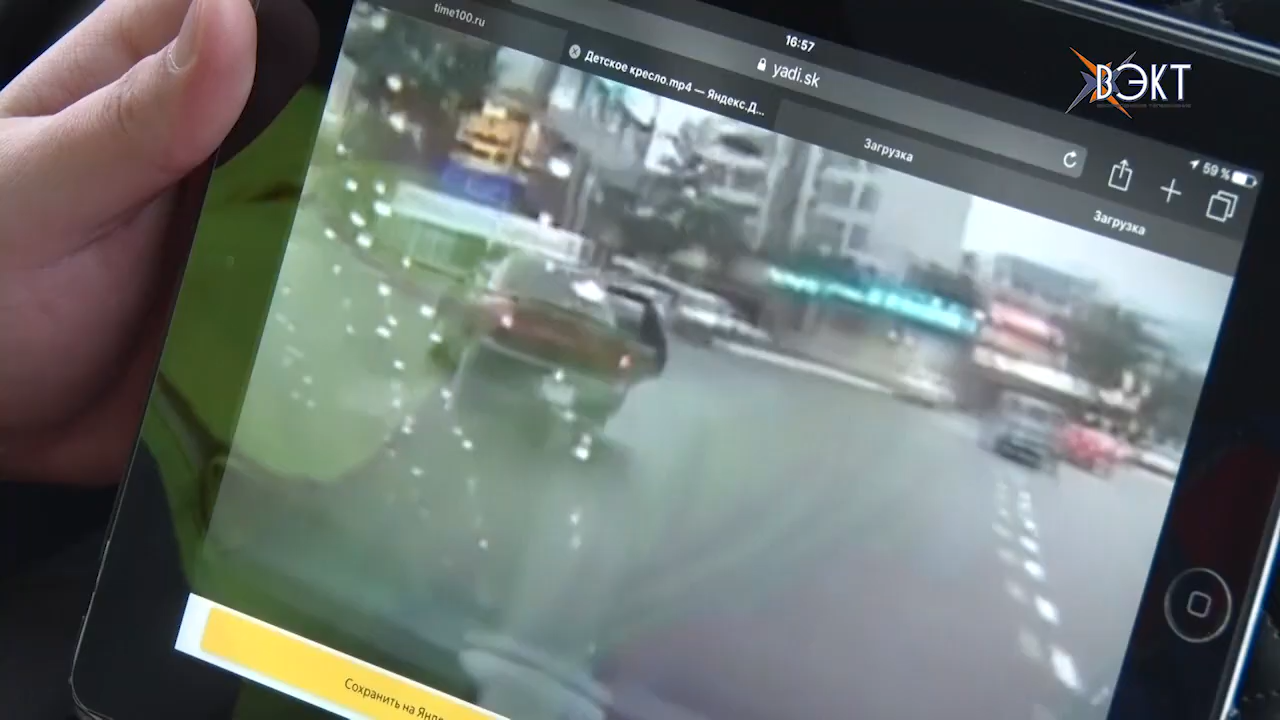 time100.ru
16:57
yadi.sk
59 %
Детское кресло.mp4 — Яндекс.Д...
Загрузка
Загрузка
ВЭКТ
Сохранить на Янде